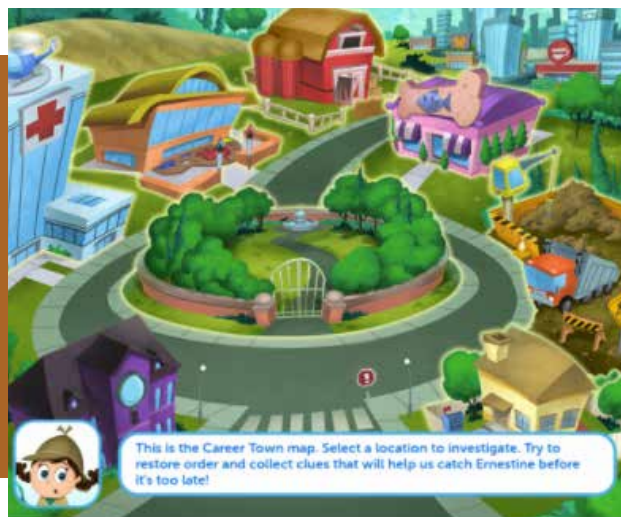 This is the Career Town map. Select a location to investigate. Try to
restore order and collect clues that will help us catch Ernestine before
it's too late!